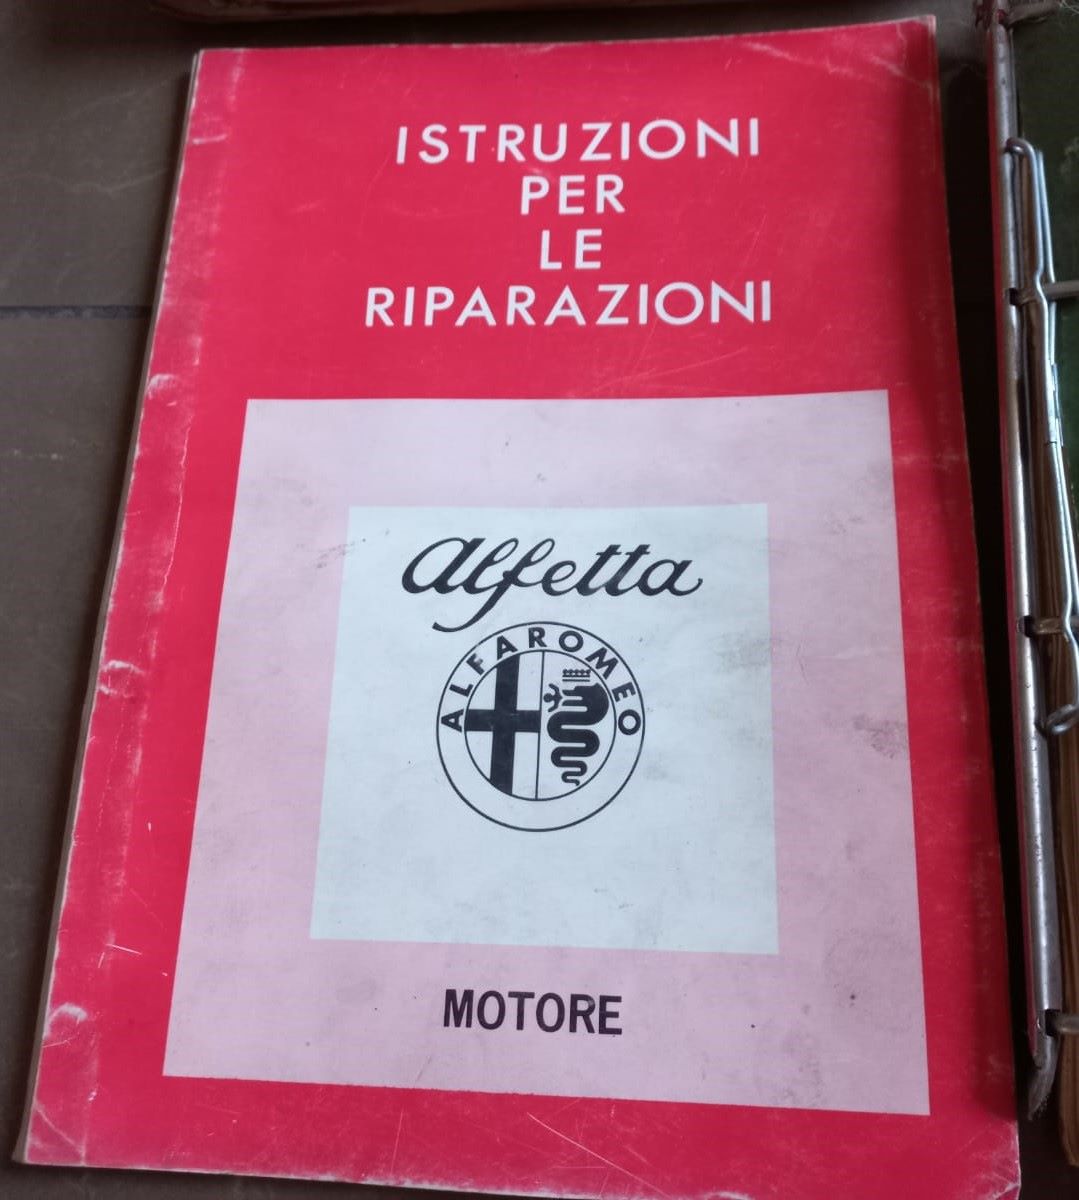 ISTRUZIONI
PER
LE
RIPARAZIONI
alfetta
ALFA ROMEO
MOTORE